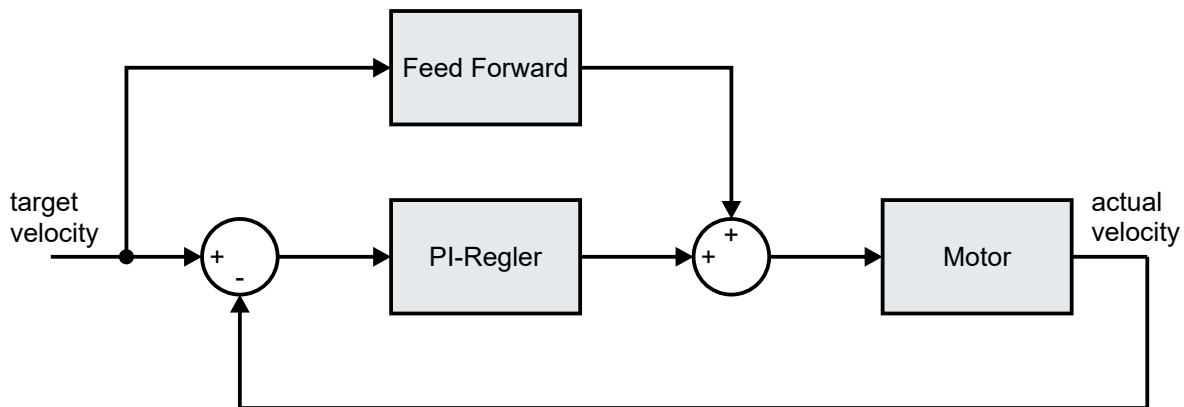 Feed Forward
target
velocity
+
-
PI-Regler
+
+
Motor
actual
velocity